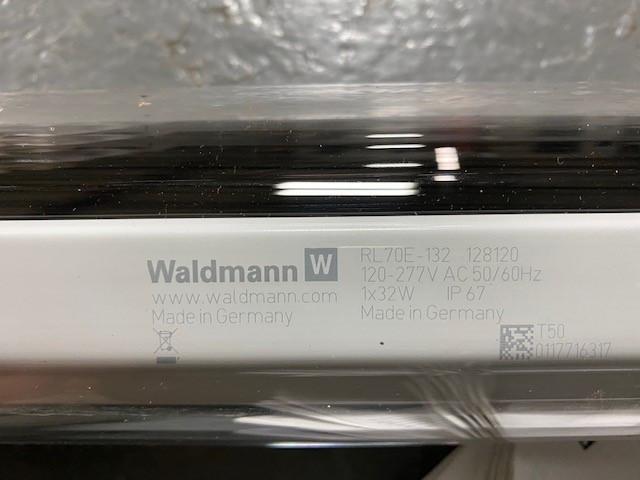 Waldmann W
www.waldmann.com
Made in Germany
RL70E-132 128120
120-277V AC 50/60Hz
1x32W IP 67
Made in Germany
T50
0117716317